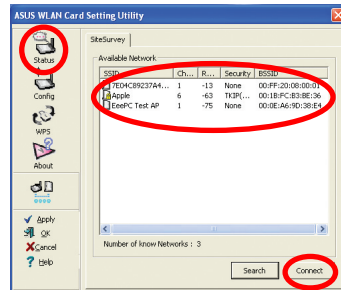 ASUS WLAN Card Setting Utility
Status
Config
WPS
About
Apply
OK
Cancel
Help
SiteSurvey
Available Network
SSID Ch... R... Security BSSID
7E04C89237A4... 1 -13 None 00:FF:20:08:00:01
Apple 6 -63 TKIP(... 00:1B:FC:B3:BE:36
EeePC Test AP 1 -75 None 00:0E:A6:9D:38:E4
Number of know Networks : 3
Search Connect